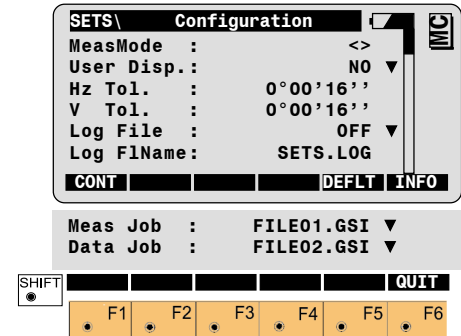 SETS\ Configuration
MC
MeasMode : <>
User Disp.: NO ▼
Hz Tol. : 0°00'16''
V Tol. : 0°00'16''
Log File : OFF ▼
Log FlName: SETS.LOG
CONT DEFLT INFO
Meas Job : FILE01.GSI ▼
Data Job : FILE02.GSI ▼
SHIFT QUIT
F1 F2 F3 F4 F5 F6